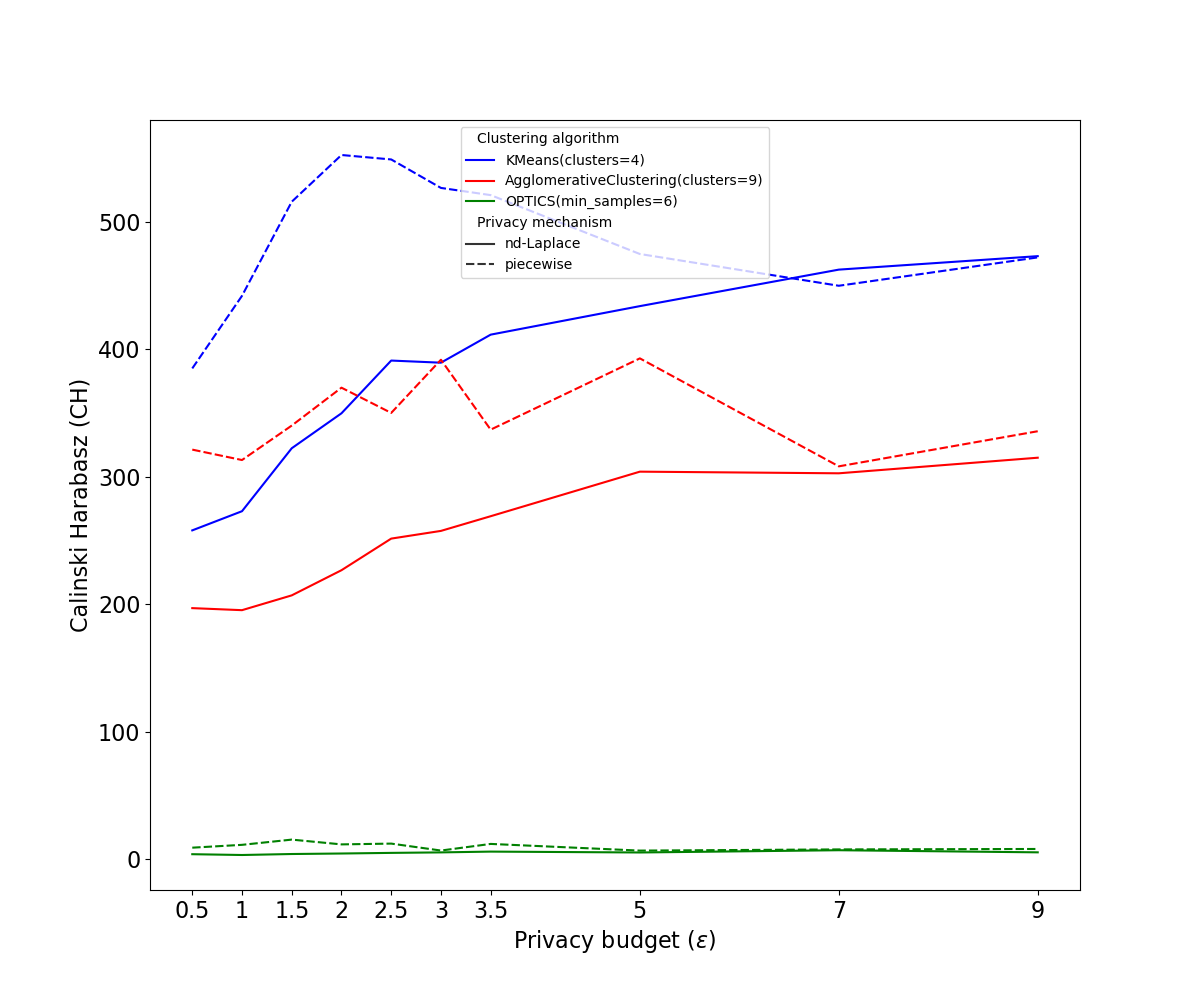 Clustering algorithm
KMeans(clusters=4)
AgglomerativeClustering(clusters=9)
OPTICS(min_samples=6)
Privacy mechanism
nd-Laplace
piecewise
500
400
300
200
100
0
Calinski Harabasz (CH)
0.5 1 1.5 2 2.5 3 3.5 5 7 9
Privacy budget (ε)